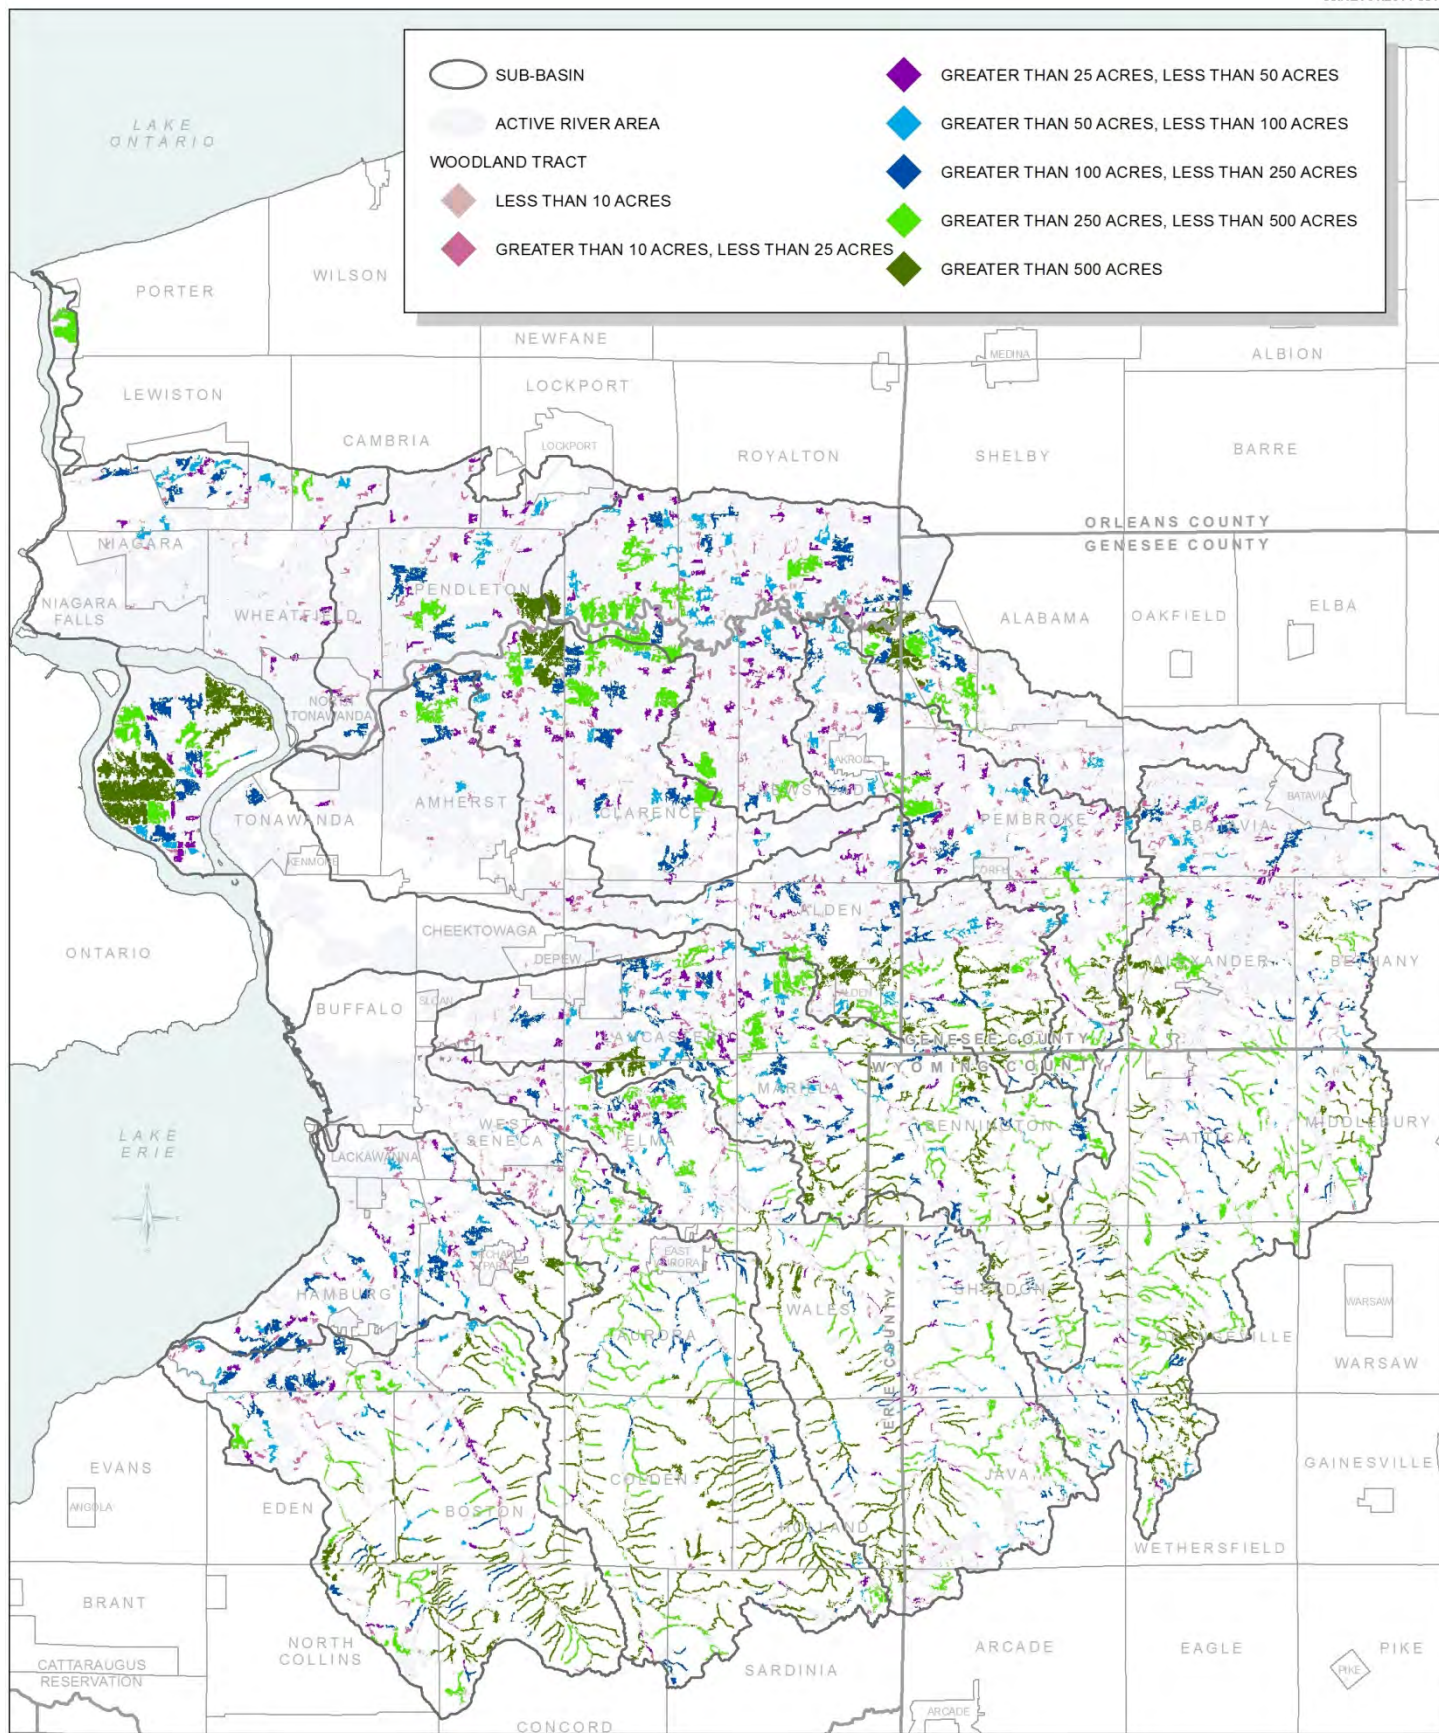 SUB-BASIN
ACTIVE RIVER AREA
WOODLAND TRACT
LESS THAN 10 ACRES
GREATER THAN 10 ACRES, LESS THAN 25 ACRES
GREATER THAN 25 ACRES, LESS THAN 50 ACRES
GREATER THAN 50 ACRES, LESS THAN 100 ACRES
GREATER THAN 100 ACRES, LESS THAN 250 ACRES
GREATER THAN 250 ACRES, LESS THAN 500 ACRES
GREATER THAN 500 ACRES
LAKE
ONTARIO
WILSON
PORTER
NEWFANE
MEDINA
ALBION
LEWISTON
LOCKPORT
CAMBRIA
LOCKPORT
ROYALTON
SHELBY
BARRE
ORLEANS COUNTY
GENESEE COUNTY
NIAGARA
PENDLETON
NIAGARA
FALLS
WHEATFIELD
ALABAMA
OAKFIELD
ELBA
NORTH
TONAWANDA
AKRON
NEWSTEAD
AMHERST
CLARENCE
TONAWANDA
PEMBROKE
BATAVIA
BATAVIA
KENMORE
CORFU
ALDEN
CHEEKTOWAGA
ONTARIO
DEPEW
ALEXANDER
BETHANY
BUFFALO
SLOAN
ALDEN
LANCASTER
GENESEE COUNTY
WYOMING COUNTY
MARILLA
WEST
SENECA
ELMA
BENNINGTON
ATTICA
MIDDLEBURY
LAKE
ERIE
LACKAWANNA
ORCHARD
PARK
EAST
AURORA
HAMBURG
WALES
SHELDON
AURORA
ORANGEVILLE
WARSAW
WARSAW
ERIE COUNTY
EVANS
COLDEN
JAVA
GAINESVILLE
ANGOLA
EDEN
BOSTON
HOLLAND
WETHERSFIELD
BRANT
NORTH
COLLINS
SARDINIA
ARCADE
EAGLE
PIKE
CATTARAUGUS
RESERVATION
PIKE
ARCADE
CONCORD